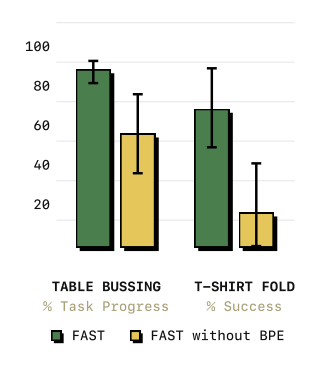 100
80
60
40
20
TABLE BUSSING T-SHIRT FOLD
% Task Progress % Success
FAST FAST without BPE